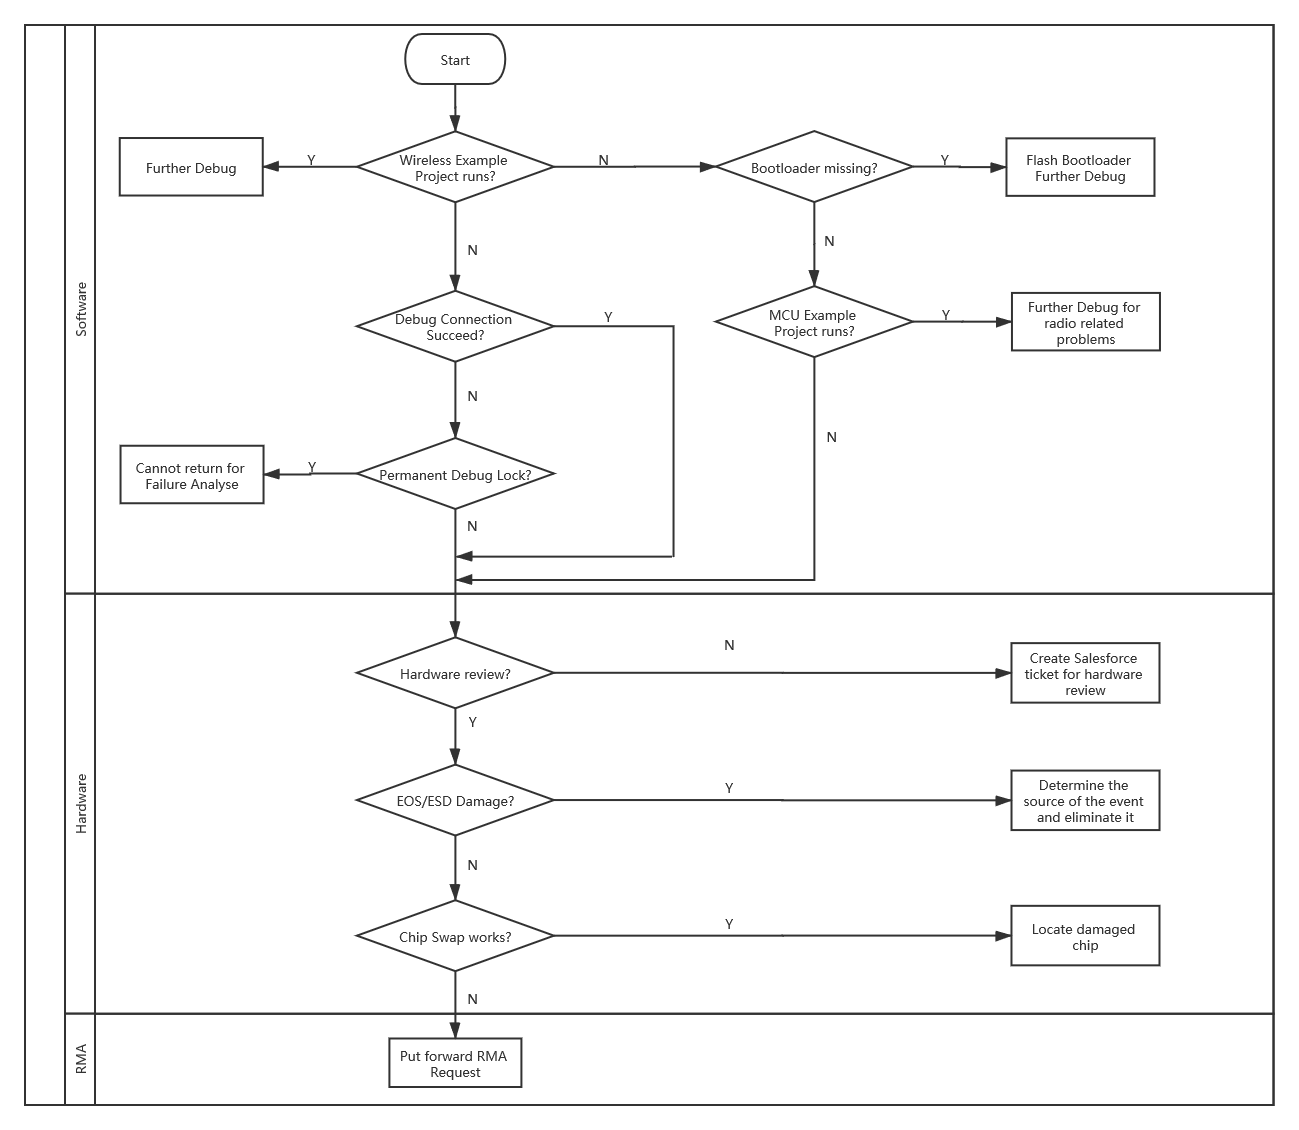 Start
Wireless Example
Project runs?
Y
Further Debug
N
Bootloader missing?
Y
Flash Bootloader
Further Debug
N
N
Debug Connection
Succeed?
Y
MCU Example
Project runs?
Y
Further Debug for
radio related
problems
Software
N
N
Cannot return for
Failure Analyse
Y
Permanent Debug Lock?
N
Hardware review?
N
Create Salesforce
ticket for hardware
review
Y
Hardware
EOS/ESD Damage?
Y
Determine the
source of the event
and eliminate it
N
Chip Swap works?
Y
Locate damaged
chip
N
RMA
Put forward RMA
Request